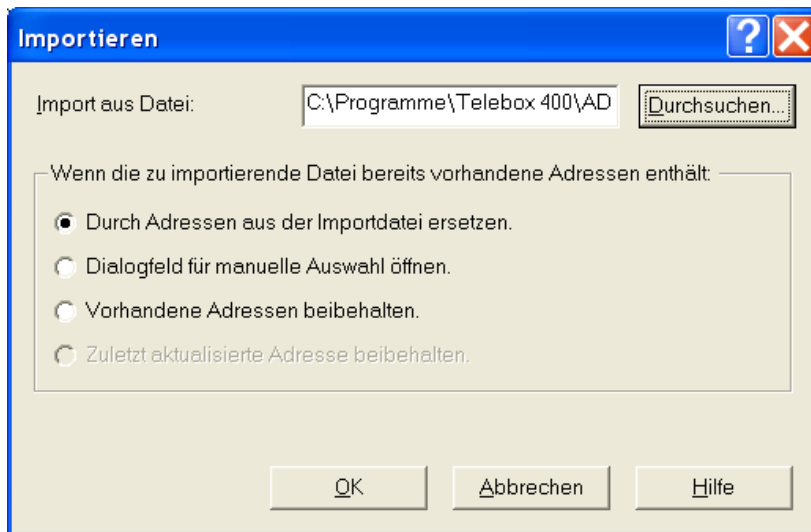 Importieren
Import aus Datei: C:\Programme\Telebox 400\AD Durchsuchen...
Wenn die zu importierende Datei bereits vorhandene Adressen enthält:
Durch Adressen aus der Importdatei ersetzen.
Dialogfeld für manuelle Auswahl öffnen.
Vorhandene Adressen beibehalten.
Zuletzt aktualisierte Adresse beibehalten.
OK Abbrechen Hilfe